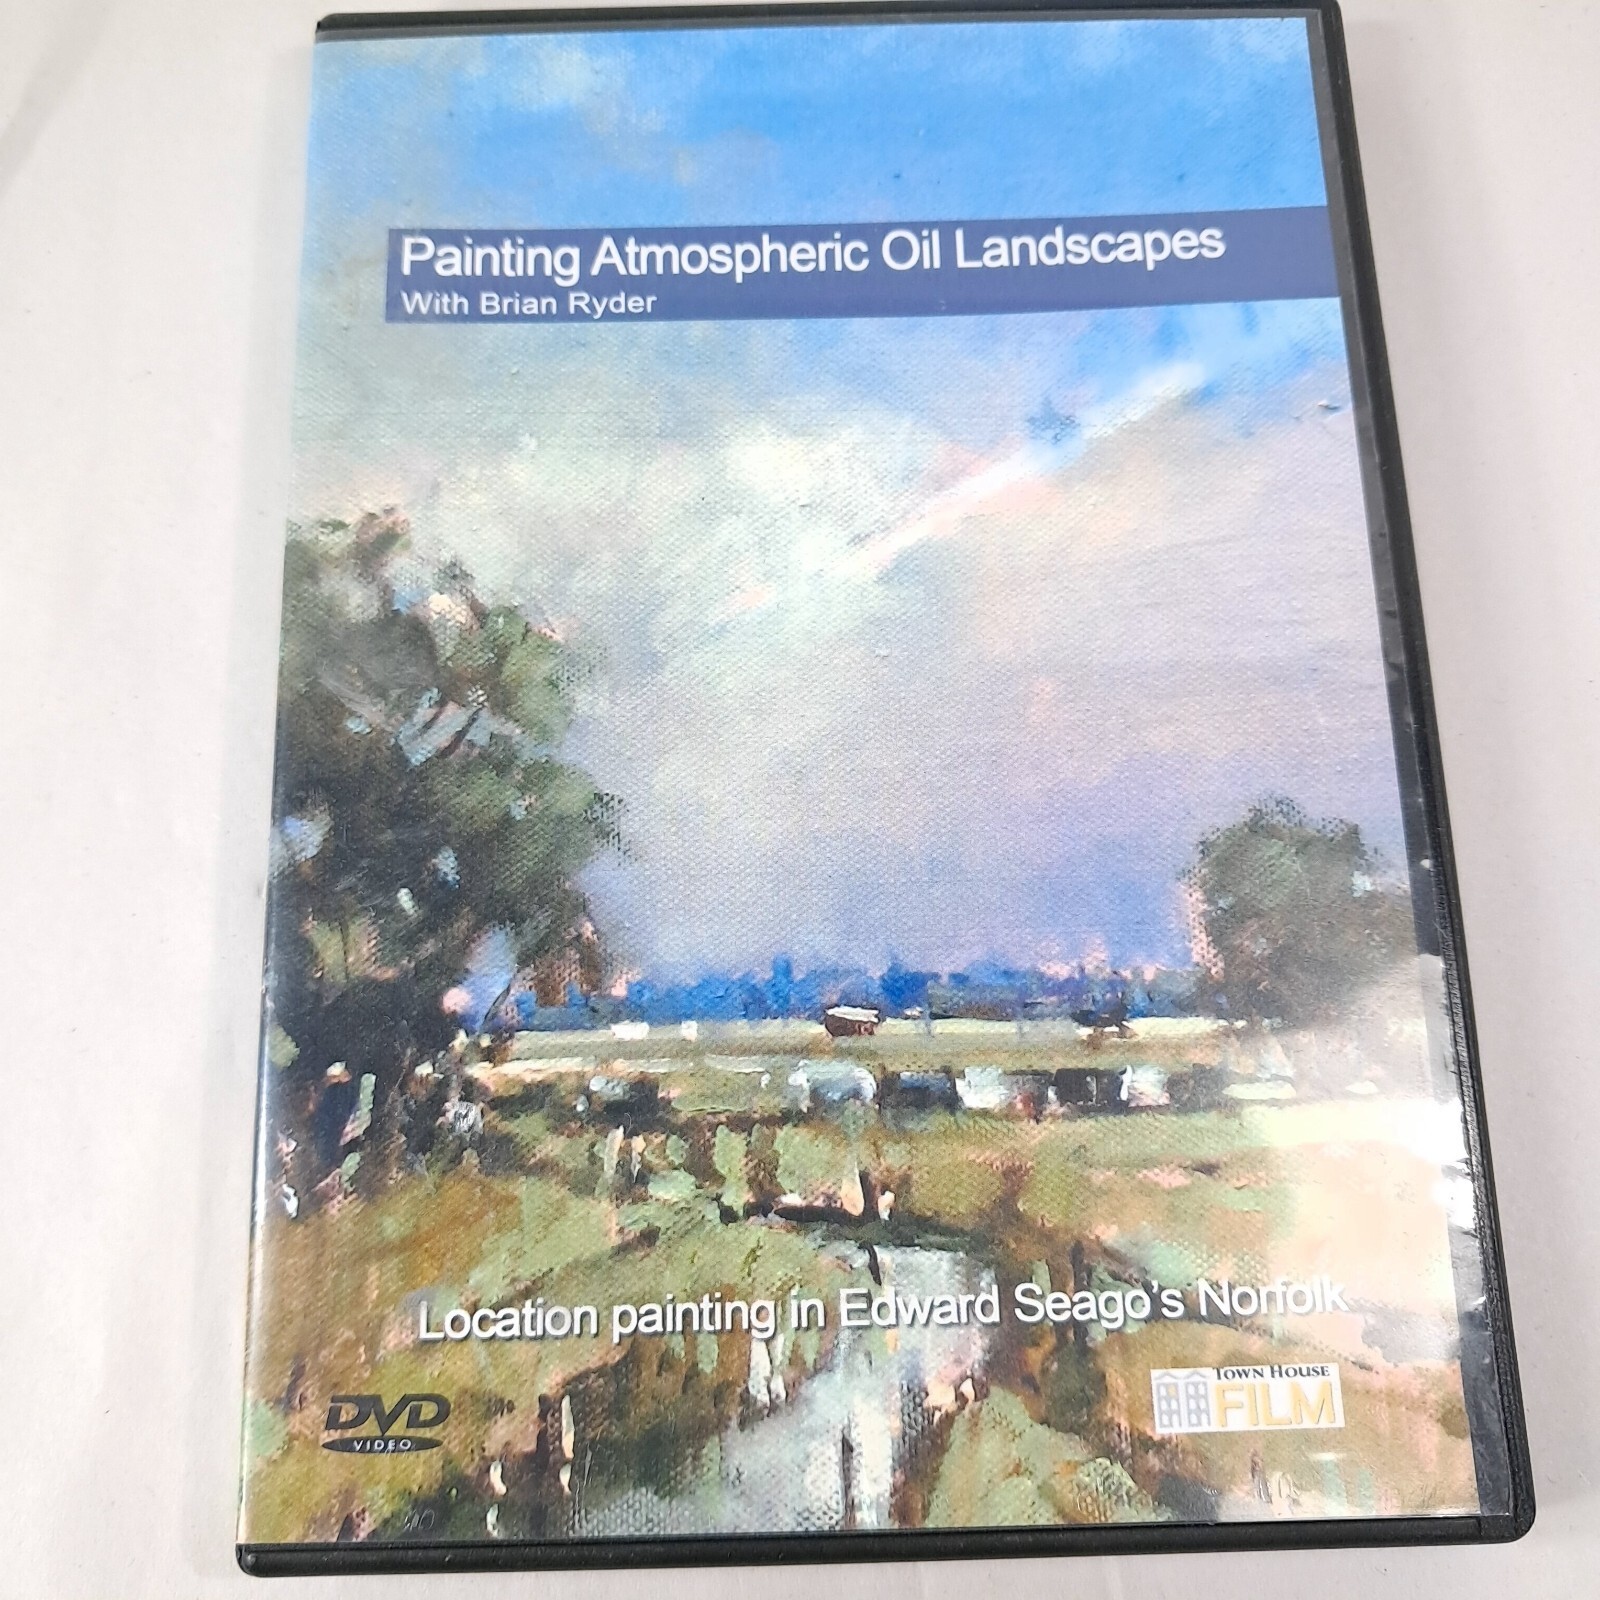 Painting Atmospheric Oil Landscapes
With Brian Ryder
Location painting in Edward Seago's Norfolk
DVD
VIDEO
TOWN HOUSE
FILM